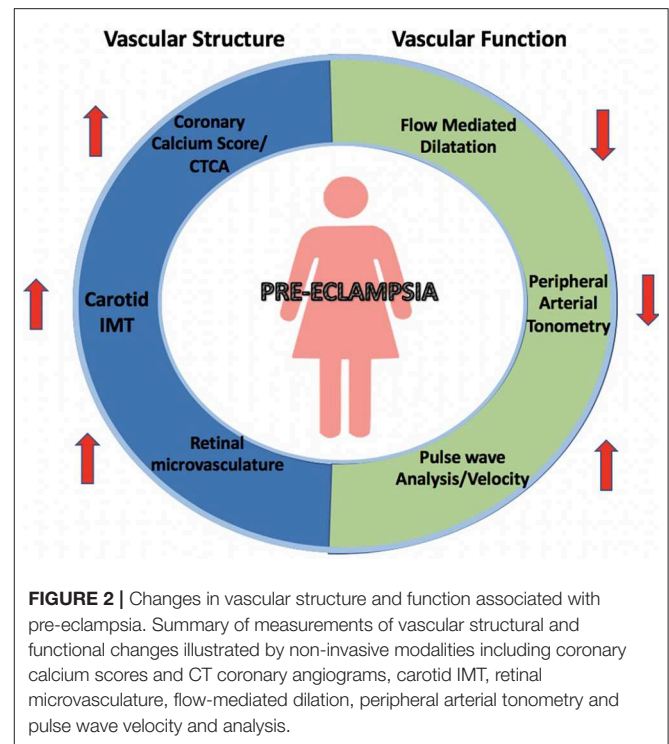 Vascular Structure
Vascular Function
Coronary
Calcium Score/
CTCA
Flow Mediated
Dilatation
Carotid
IMT
PRE-ECLAMPSIA
Peripheral
Arterial
Tonometry
Retinal
microvasculature
Pulse wave
Analysis/Velocity
FIGURE 2 | Changes in vascular structure and function associated with
pre-eclampsia. Summary of measurements of vascular structural and
functional changes illustrated by non-invasive modalities including coronary
calcium scores and CT coronary angiograms, carotid IMT, retinal
microvasculature, flow-mediated dilation, peripheral arterial tonometry and
pulse wave velocity and analysis.